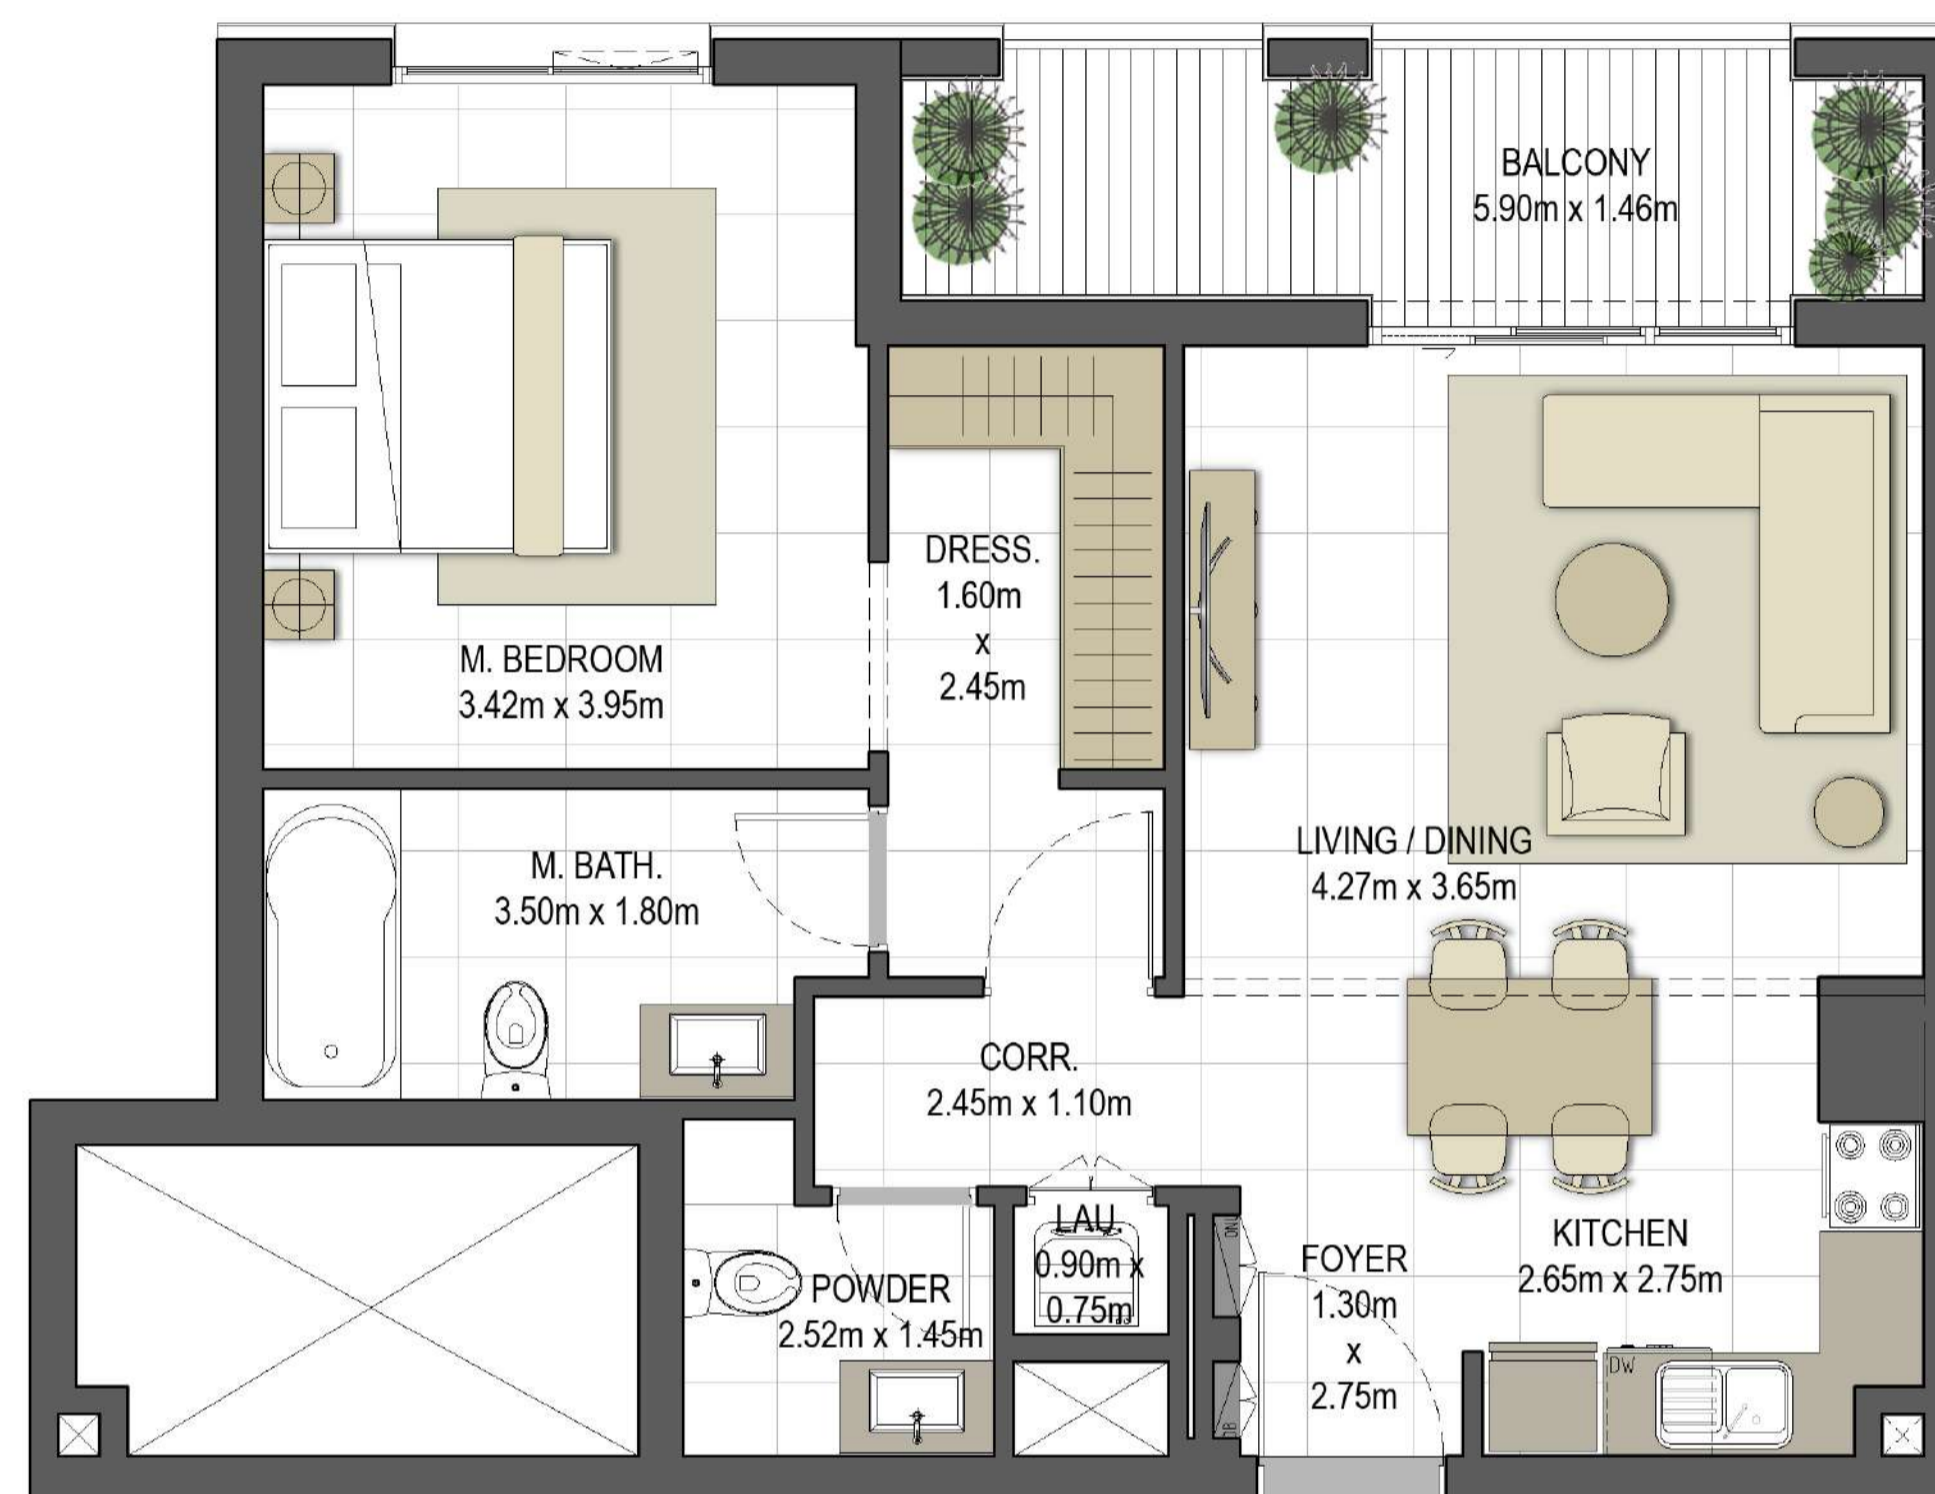 BALCONY
5.90m x 1.46m
DRESS.
1.60m
x
2.45m
M. BEDROOM
3.42m x 3.95m
LIVING / DINING
4.27m x 3.65m
M. BATH.
3.50m x 1.80m
CORR.
2.45m x 1.10m
LAU.
0.90m x
0.75m
POWDER
2.52m x 1.45m
FOYER
1.30m
x
2.75m
KITCHEN
2.65m x 2.75m
DW
DB